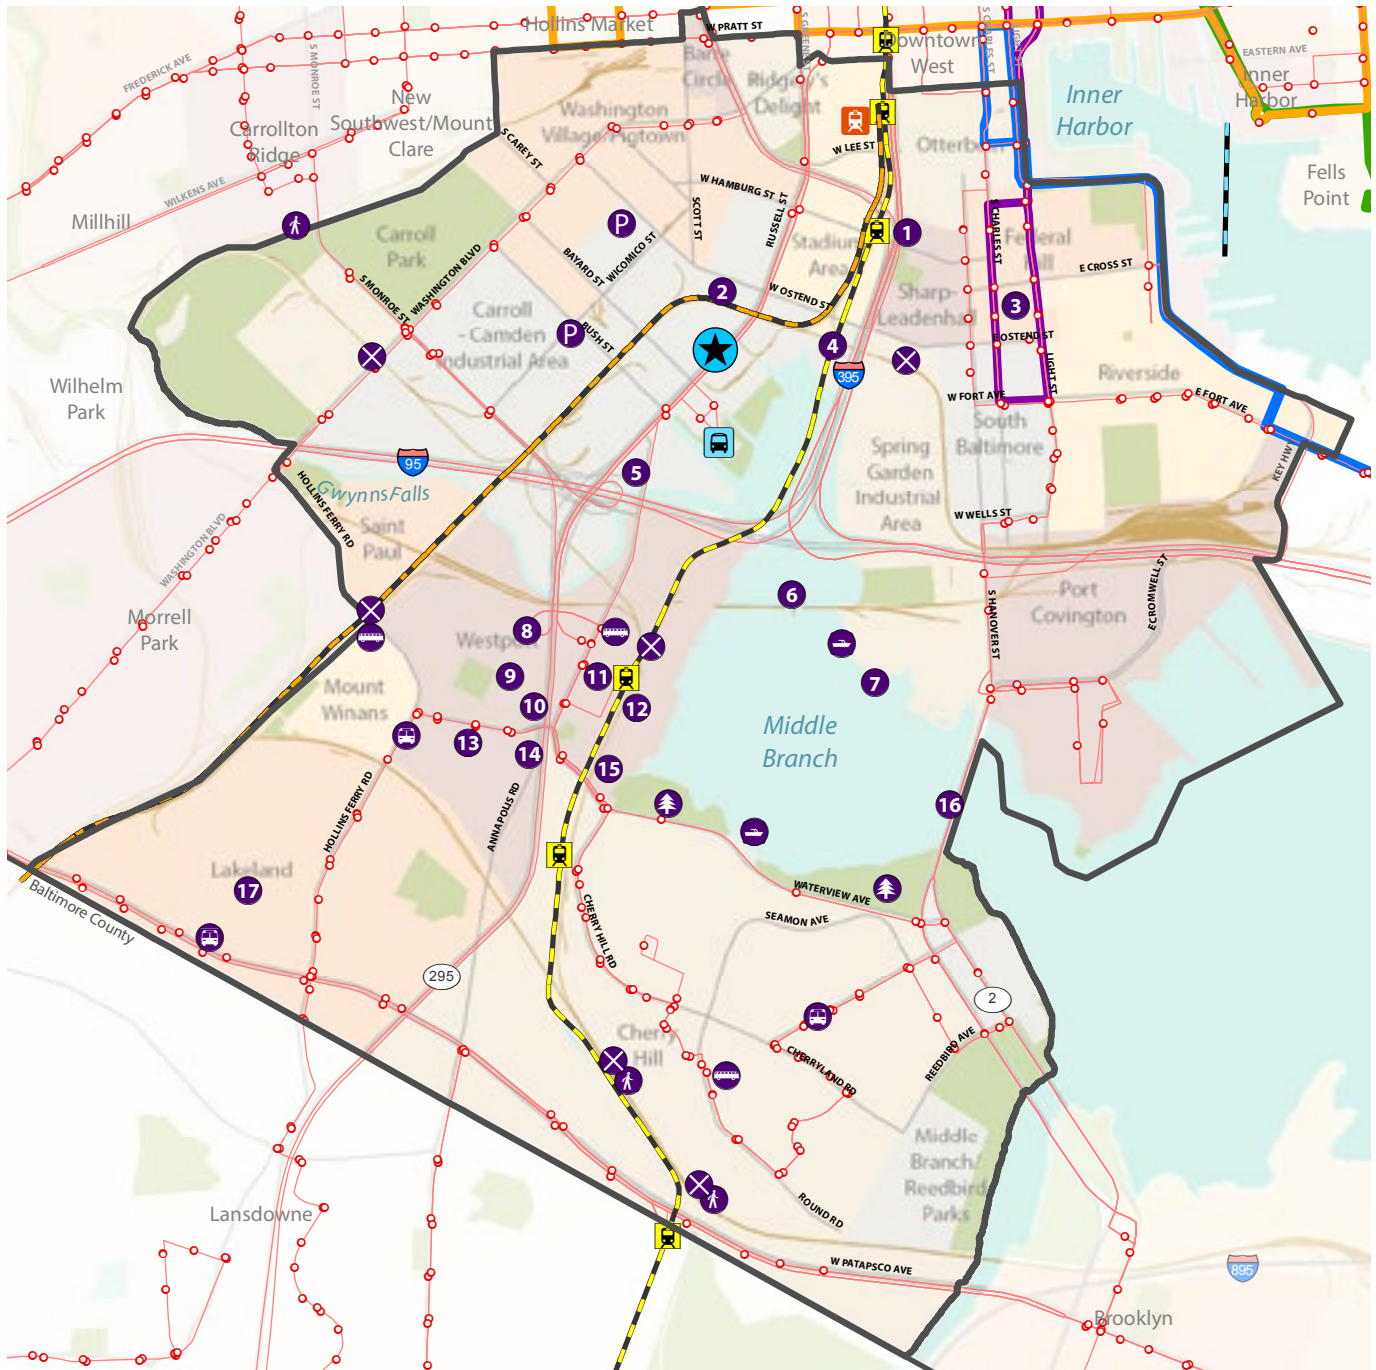 Hollins Market
W PRATT ST
S GREENE ST
S CHARLES ST
LIGHT ST
Downtown
West
EASTERN AVE
Inner
Harbor
FREDERICK AVE
S MONROE ST
Barre
Circle
Ridgely's
Delight
Inner
Harbor
New
Southwest/Mount
Clare
Washington
Village/Pigtown
Carrollton
Ridge
S CAREY ST
W LEE ST
Otterbein
Fells
Point
WILKENS AVE
Millhill
W HAMBURG ST
SCOTT ST
RUSSELL ST
P
Carroll
Park
WICOMICO ST
BAYARD ST
1
Stadium
Area
S CHARLES ST
Federal
Hill
E CROSS ST
S MONROE ST
WASHINGTON BLVD
2
W OSTEND ST
Sharp-
Leadenhall
3
Carroll
- Camden
Industrial Area
P
BUSH ST
4
E OSTEND ST
LIGHT ST
395
Wilhelm
Park
Riverside
W FORT AVE
E FORT AVE
South
Baltimore
95
GwynnsFalls
HOLLINS FERRY RD
5
Spring
Garden
Industrial
Area
KEY HWY
Saint
Paul
W WELLS ST
WASHINGTON BLVD
6
S HANOVER ST
Port
Covington
E CROMWELL ST
Morrell
Park
Westport
8
9
11
7
Mount
Winans
10
12
Middle
Branch
13
14
15
HOLLINS FERRY RD
ANNAPOLIS RD
16
Lakeland
17
WATERVIEW AVE
SEAMON AVE
CHERRY HILL RD
Baltimore County
295
2
Cherry
Hill
CHERRYLAND RD
REEDBIRD AVE
Middle
Branch/
Reedbird
Parks
ROUND RD
Lansdowne
W PATAPSCO AVE
895
Brooklyn